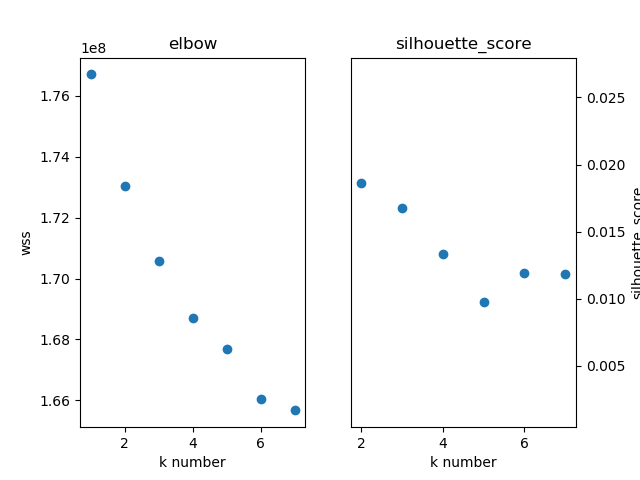 elbow
1e8
1.76
1.74
1.72
1.70
1.68
1.66
wss
2 4 6
k number
silhouette_score
0.025
0.020
0.015
0.010
0.005
silhouette_score
2 4 6
k number